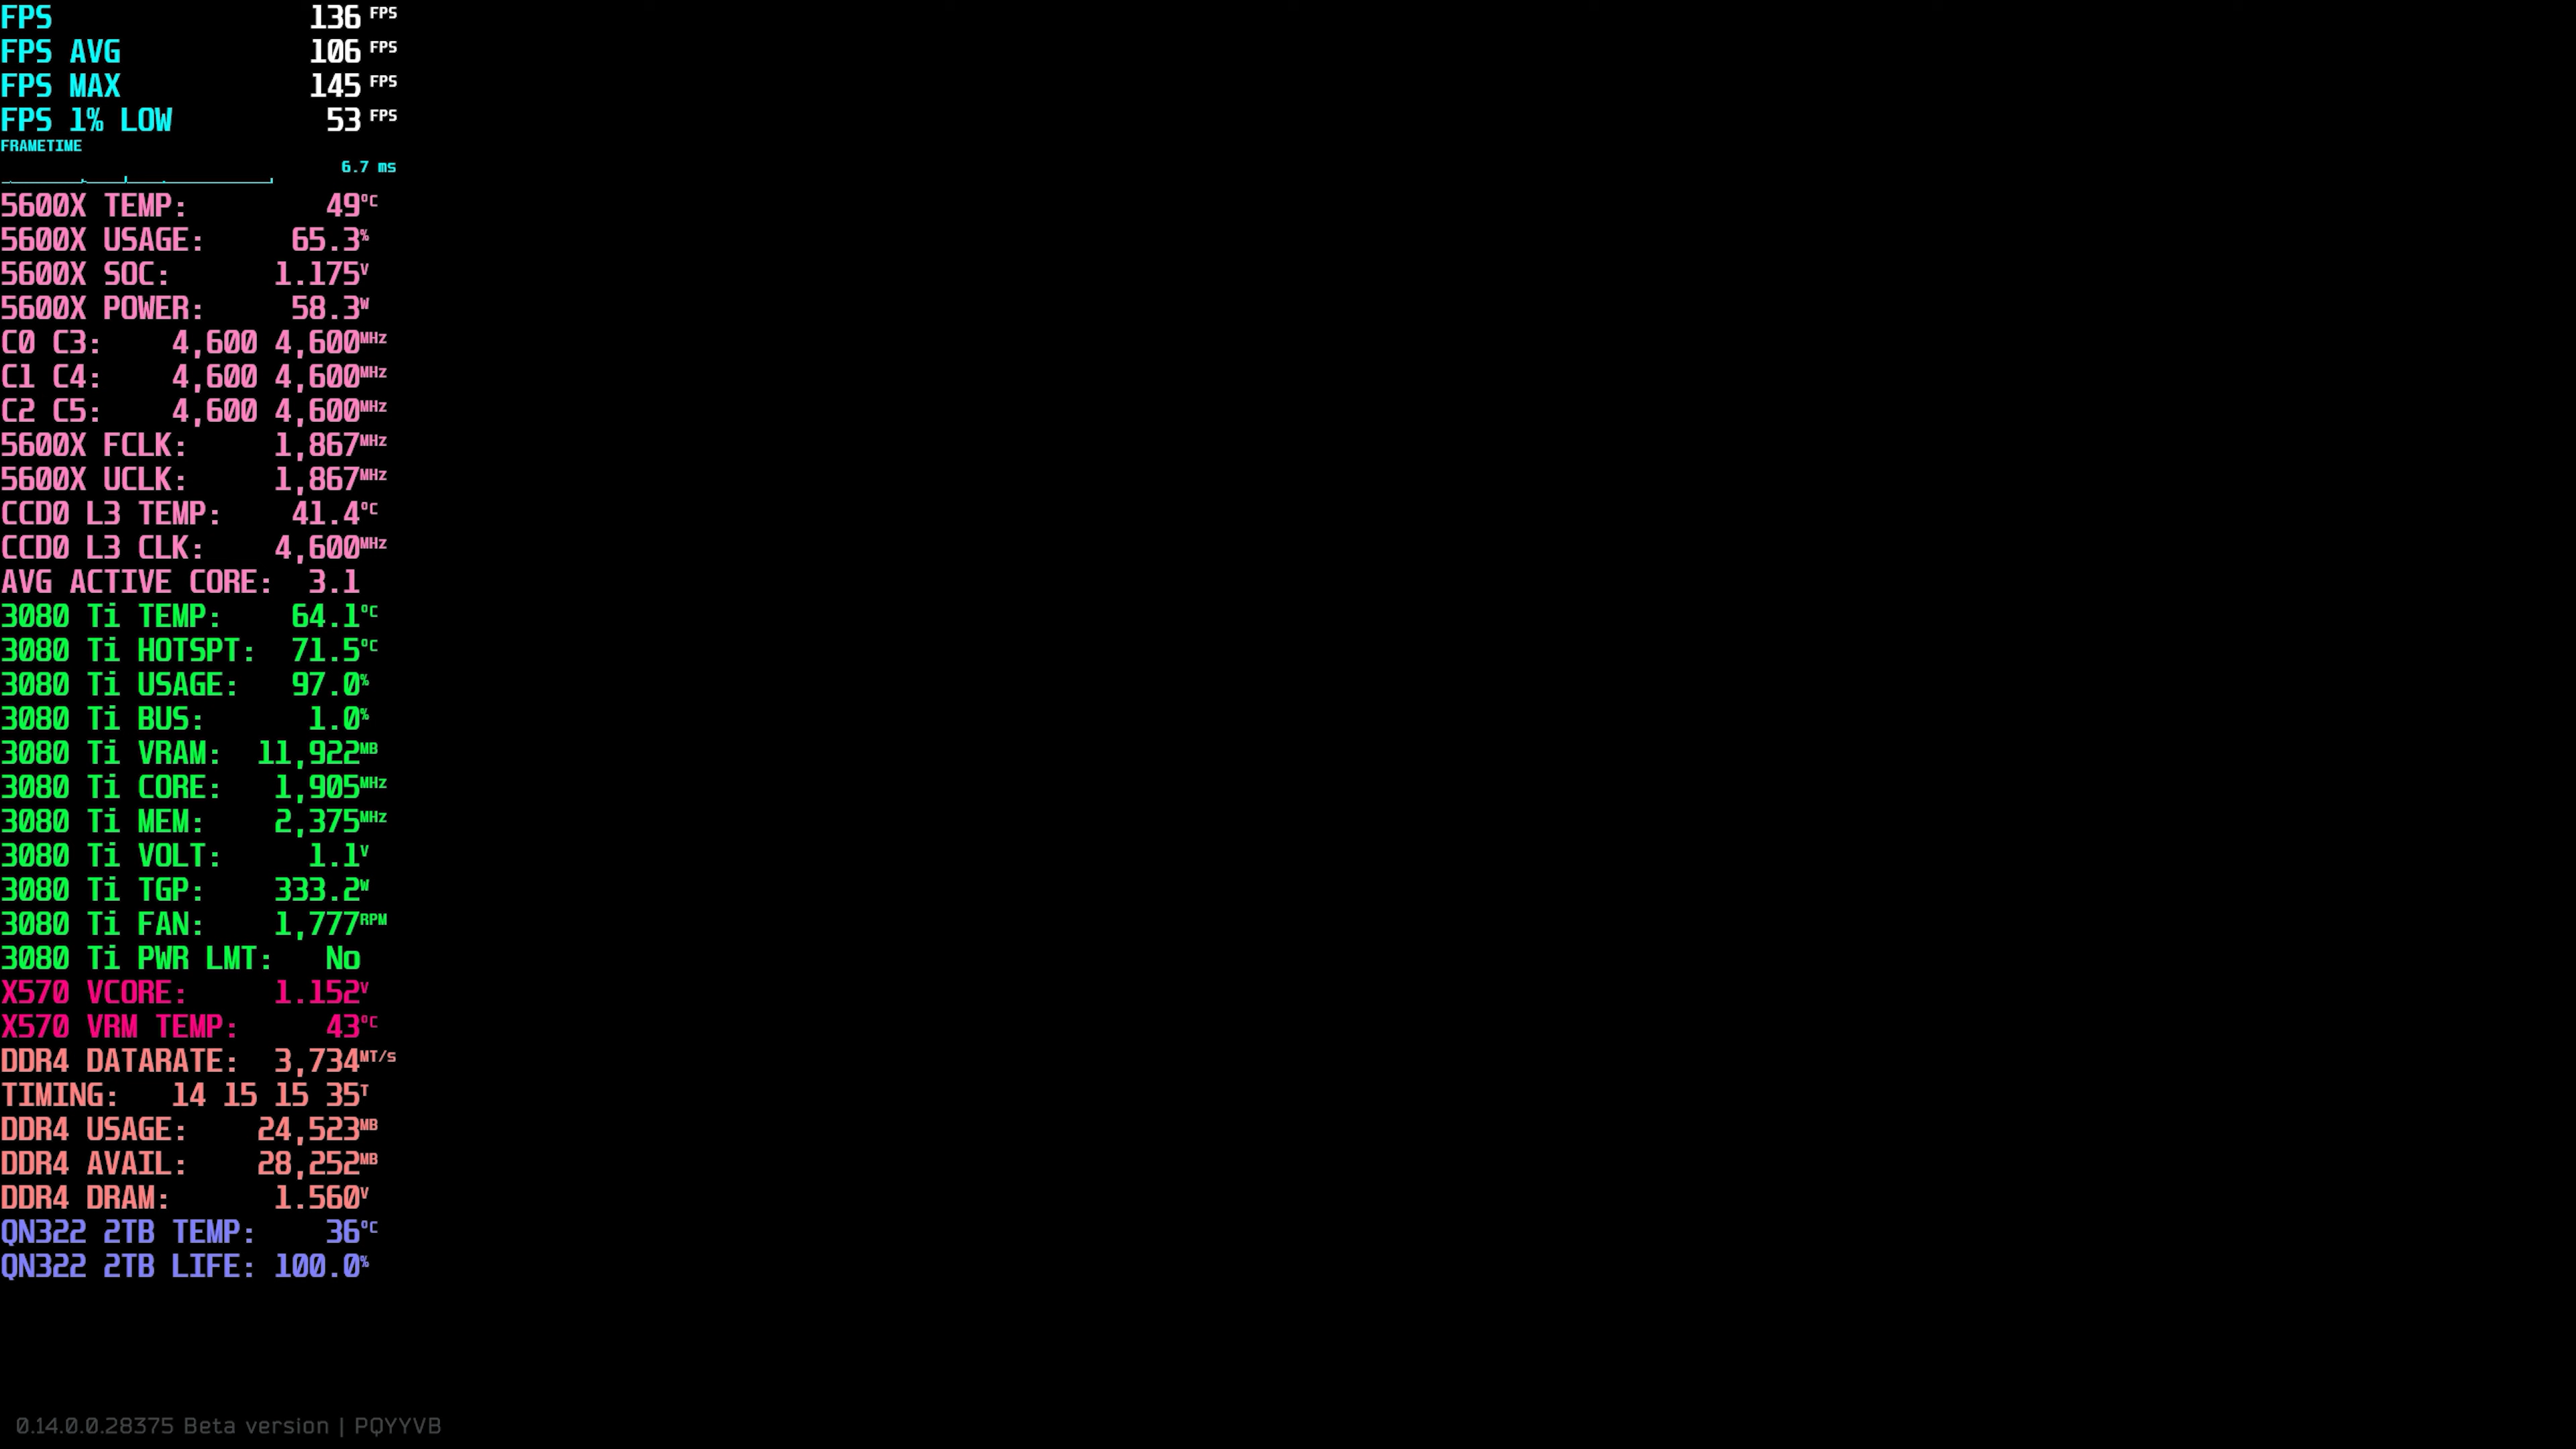 FPS 136 FPS
FPS AVG 106 FPS
FPS MAX 145 FPS
FPS 1% LOW 53 FPS
FRAMETIME
6.7 ms
5600X TEMP: 49°C
5600X USAGE: 65.3%
5600X SOC: 1.175V
5600X POWER: 58.3W
C0 C3: 4,600 4,600MHz
C1 C4: 4,600 4,600MHz
C2 C5: 4,600 4,600MHz
5600X FCLK: 1,867MHz
5600X UCLK: 1,867MHz
CCD0 L3 TEMP: 41.4°C
CCD0 L3 CLK: 4,600MHz
AVG ACTIVE CORE: 3.1
3080 Ti TEMP: 64.1°C
3080 Ti HOTSPT: 71.5°C
3080 Ti USAGE: 97.0%
3080 Ti BUS: 1.0%
3080 Ti VRAM: 11,922MB
3080 Ti CORE: 1,905MHz
3080 Ti MEM: 2,375MHz
3080 Ti VOLT: 1.1V
3080 Ti TGP: 333.2W
3080 Ti FAN: 1,777RPM
3080 Ti PWR LMT: No
X570 VCORE: 1.152V
X570 VRM TEMP: 43°C
DDR4 DATARATE: 3,734MT/s
TIMING: 14 15 15 35T
DDR4 USAGE: 24,523MB
DDR4 AVAIL: 28,252MB
DDR4 DRAM: 1.560V
QN322 2TB TEMP: 36°C
QN322 2TB LIFE: 100.0%
0.14.0.0.28375 Beta version | PQYYVB